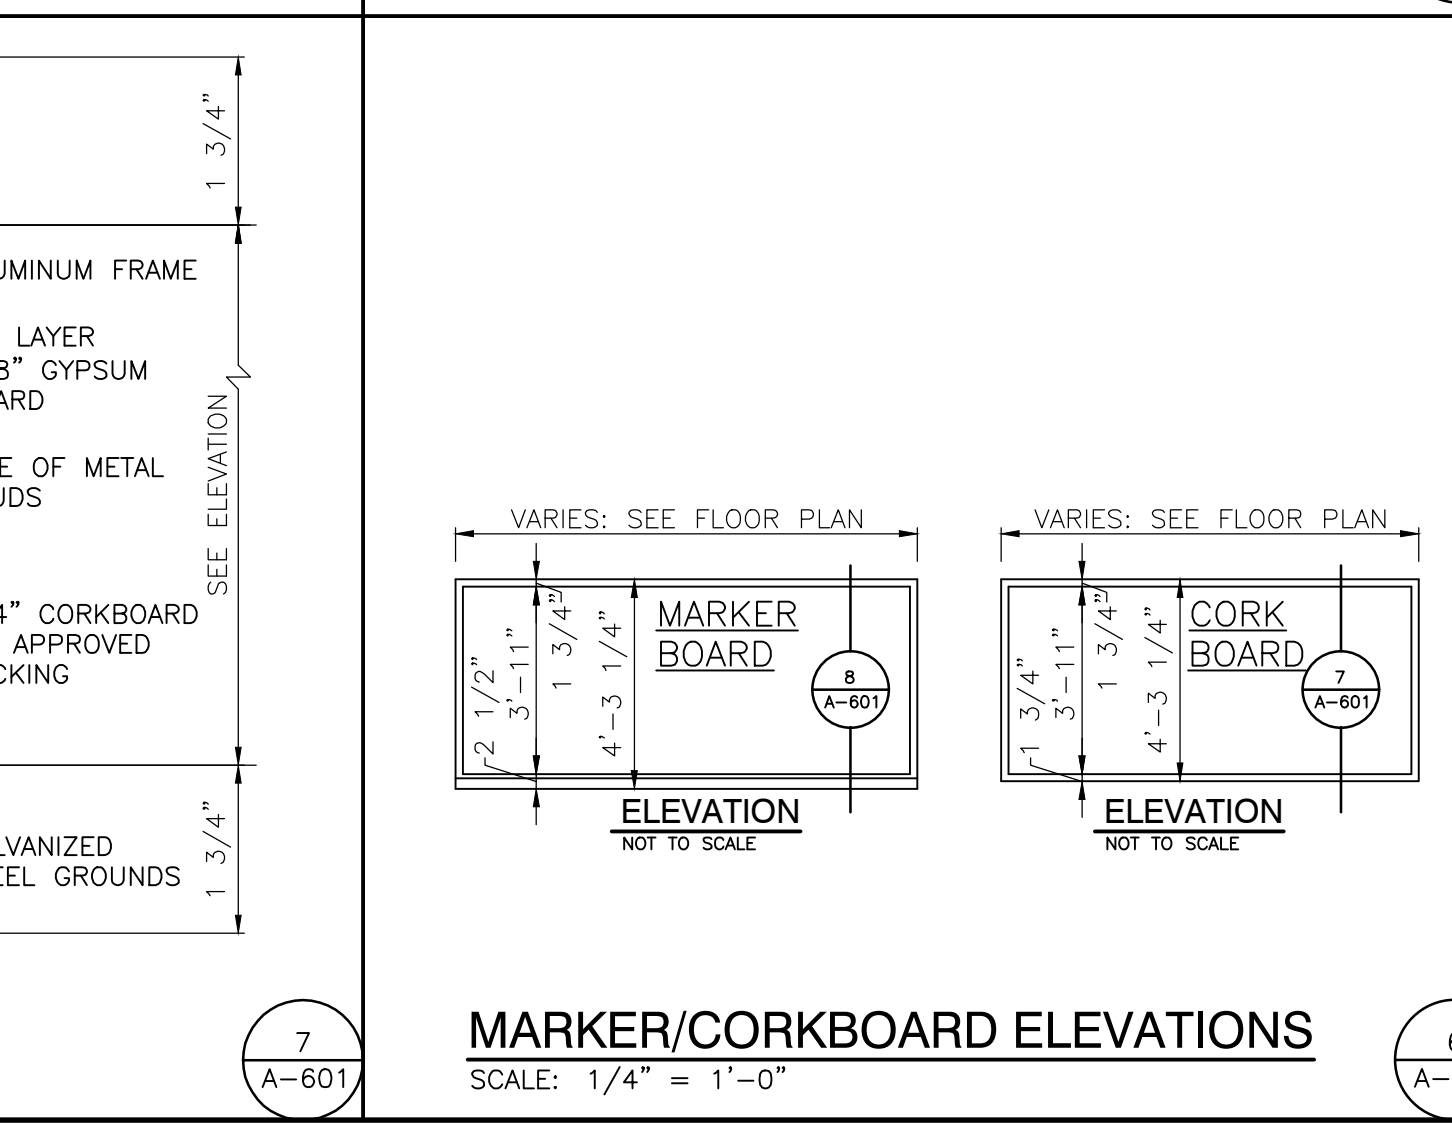 1 3/4"
UMINUM FRAME
LAYER
8" GYPSUM
ARD
E OF METAL
UDS
SEE ELEVATION
4" CORKBOARD
APPROVED
CKING
LVANIZED
EEL GROUNDS
1 3/4"
7
A-601
VARIES: SEE FLOOR PLAN
2 1/2"
3'-11"
1 3/4"
4'-3 1/4"
MARKER
BOARD
8
A-601
ELEVATION
NOT TO SCALE
VARIES: SEE FLOOR PLAN
1 3/4"
3'-11"
1 3/4"
4'-3 1/4"
CORK
BOARD
7
A-601
ELEVATION
NOT TO SCALE
MARKER/CORKBOARD ELEVATIONS
SCALE: 1/4" = 1'-0"
A-